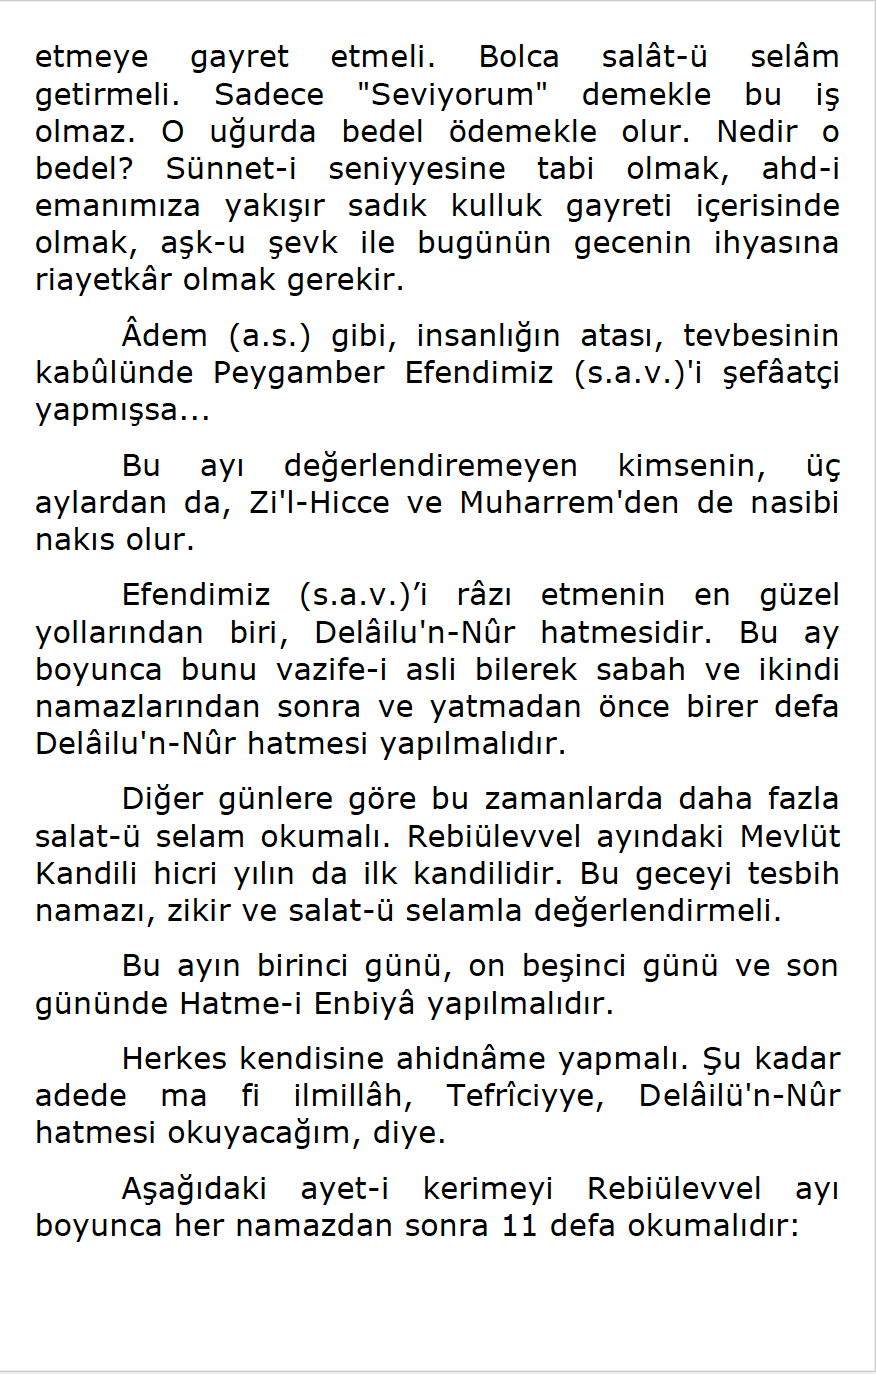 etmeye gayret etmeli. Bolca salât-ü selâm
getirmeli. Sadece "Seviyorum" demekle bu iş
olmaz. O uğurda bedel ödemekle olur. Nedir o
bedel? Sünnet-i seniyyesine tabi olmak, ahd-i
emanımıza yakışır sadık kulluk gayreti içerisinde
olmak, aşk-u şevk ile bugünün gecenin ihyasına
riayetkâr olmak gerekir.
Âdem (a.s.) gibi, insanlığın atası, tevbesinin
kabûlünde Peygamber Efendimiz (s.a.v.)'i şefâatçi
yapmışsa...
Bu ayı değerlendiremeyen kimsenin, üç
aylardan da, Zi'l-Hicce ve Muharrem'den de nasibi
nakıs olur.
Efendimiz (s.a.v.)’i râzı etmenin en güzel
yollarından biri, Delâilu'n-Nûr hatmesidir. Bu ay
boyunca bunu vazife-i asli bilerek sabah ve ikindi
namazlarından sonra ve yatmadan önce birer defa
Delâilu'n-Nûr hatmesi yapılmalıdır.
Diğer günlere göre bu zamanlarda daha fazla
salat-ü selam okumalı. Rebiülevvel ayındaki Mevlüt
Kandili hicri yılın da ilk kandilidir. Bu geceyi tesbih
namazı, zikir ve salat-ü selamla değerlendirmeli.
Bu ayın birinci günü, on beşinci günü ve son
gününde Hatme-i Enbiyâ yapılmalıdır.
Herkes kendisine ahidnâme yapmalı. Şu kadar
adede ma fi ilmillâh, Tefrîciyye, Delâilü'n-Nûr
hatmesi okuyacağım, diye.
Aşağıdaki ayet-i kerimeyi Rebiülevvel ayı
boyunca her namazdan sonra 11 defa okumalıdır: